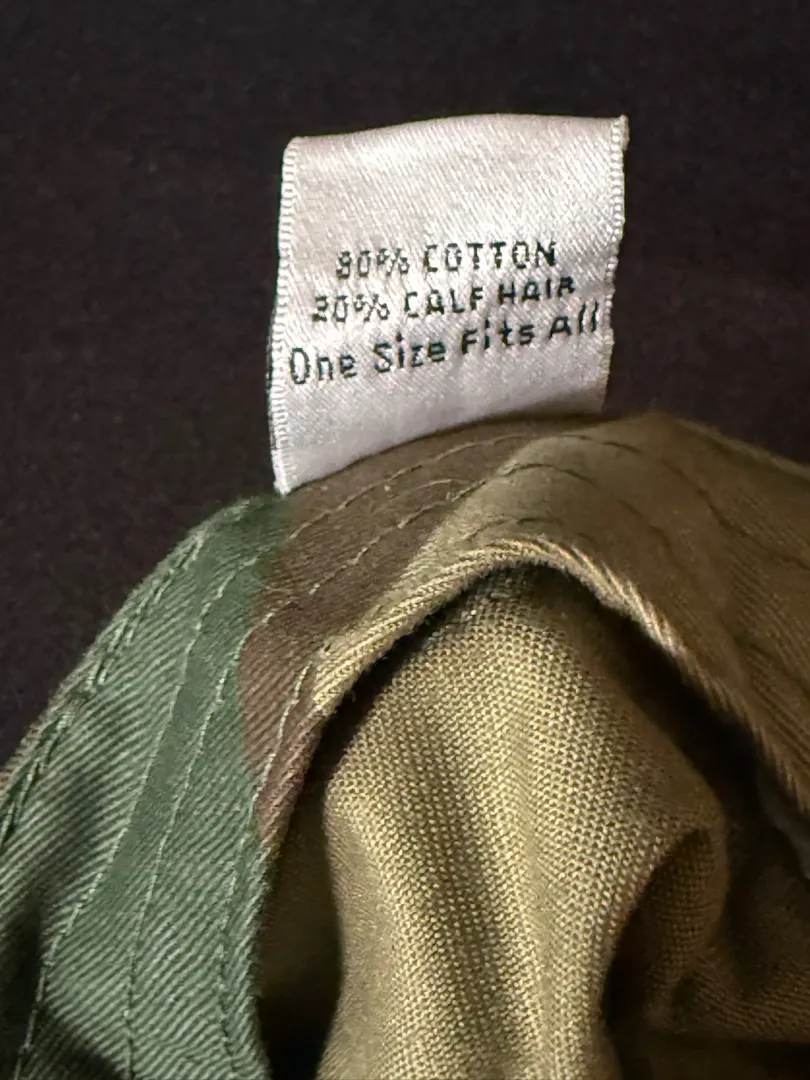 80% COTTON
20% CALF HAIR
One Size Fits All